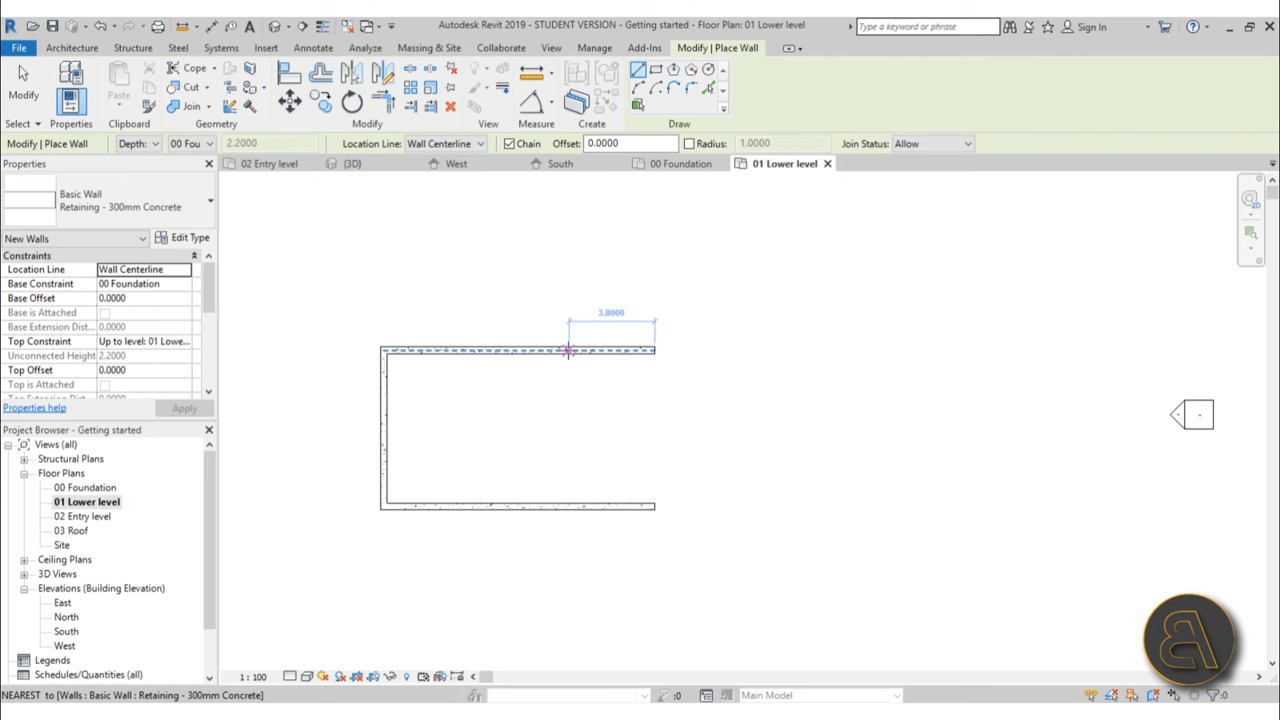 Autodesk Revit 2019 - STUDENT VERSION - Getting started - Floor Plan: 01 Lower level
Type a keyword or phrase
Sign In
File Architecture Structure Steel Systems Insert Annotate Analyze Massing & Site Collaborate View Manage Add-Ins Modify | Place Wall
Modify
Paste
Cope
Cut
Join
Select Properties Clipboard Geometry Modify View Measure Create Draw
Modify | Place Wall Depth: 00 Fou 2.2000 Location Line: Wall Centerline Chain Offset: 0.0000 Radius: 1.0000 Join Status: Allow
Properties
02 Entry level {3D} West South 00 Foundation 01 Lower level
Basic Wall
Retaining - 300mm Concrete
New Walls Edit Type
Constraints
Location Line Wall Centerline
Base Constraint 00 Foundation
Base Offset 0.0000
Base is Attached
Base Extension Dist... 0.0000
Top Constraint Up to level: 01 Lowe...
Unconnected Height 2.2000
Top Offset 0.0000
Top is Attached
Properties help Apply
3.8000
Project Browser - Getting started
Views (all)
Structural Plans
Floor Plans
00 Foundation
01 Lower level
02 Entry level
03 Roof
Site
Ceiling Plans
3D Views
Elevations (Building Elevation)
East
North
South
West
Legends
Schedules/Quantities (all)
1 : 100
NEAREST to [Walls : Basic Wall : Retaining - 300mm Concrete]
:0
Main Model
:0